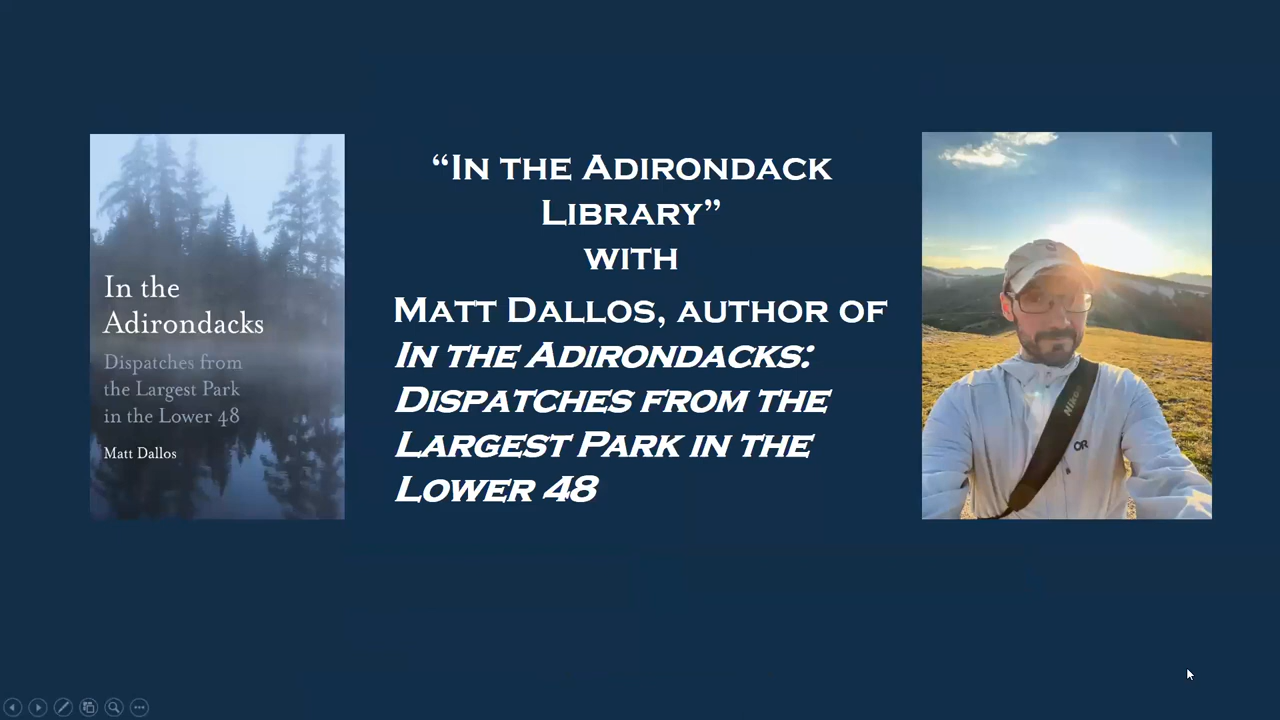 In the
Adirondacks
Dispatches from
the Largest Park
in the Lower 48
Matt Dallos
“In the Adirondack
Library”
with
Matt Dallos, author of
In the Adirondacks:
Dispatches from the
Largest Park in the
Lower 48
Nikon
OR